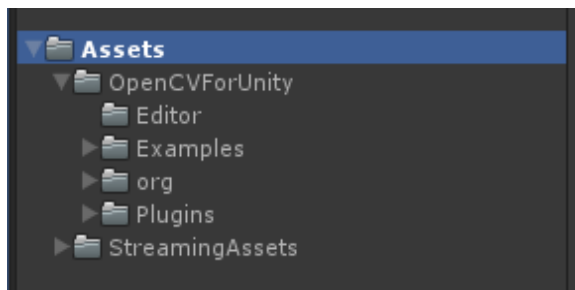 Assets
OpenCVForUnity
Editor
Examples
org
Plugins
StreamingAssets